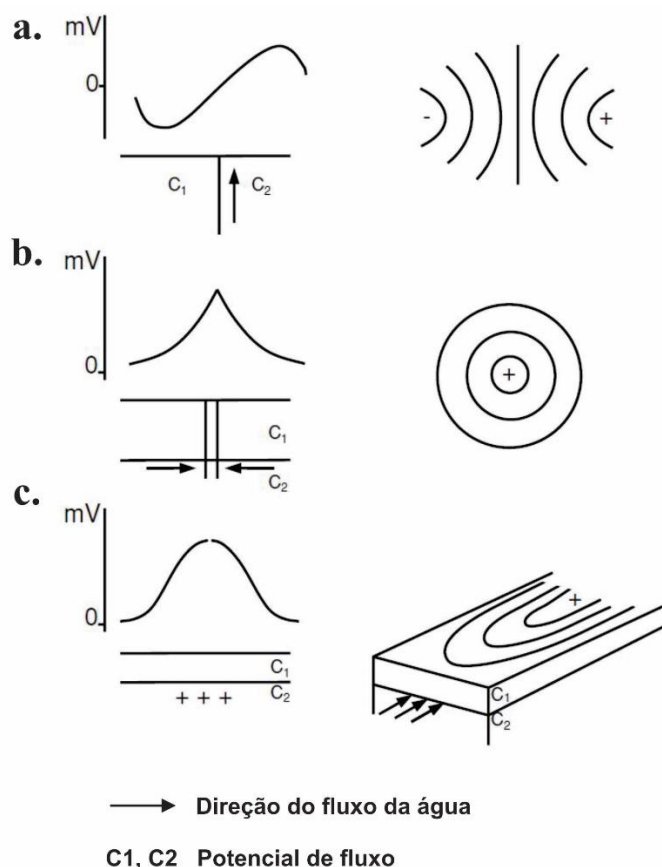 a.
mV
0
C₁ C₂
- +
b.
mV
0
C₁
C₂
+
c.
mV
0
C₁
C₂
+ + +
+
C₁
C₂
Direção do fluxo da água
C1, C2 Potencial de fluxo